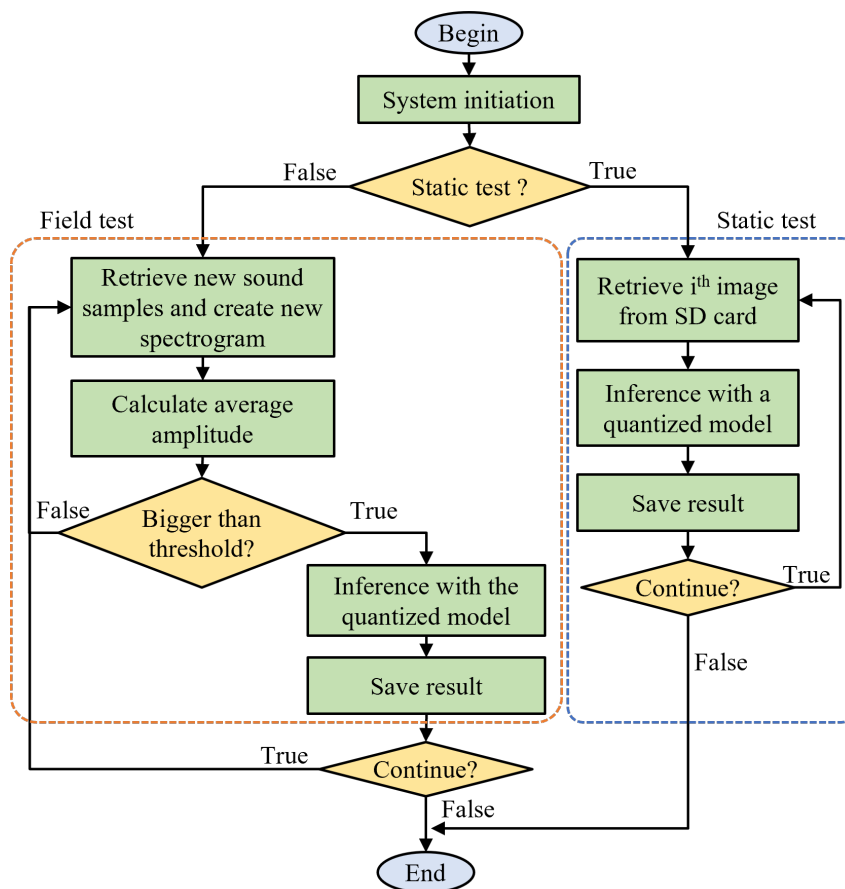 Begin
System initiation
Static test ?
False
True
Field test
Static test
Retrieve new sound
samples and create new
spectrogram
Calculate average
amplitude
Bigger than
threshold?
False
True
Inference with the
quantized model
Save result
Continue?
True
False
Retrieve iᵗʰ image
from SD card
Inference with a
quantized model
Save result
Continue?
True
False
End